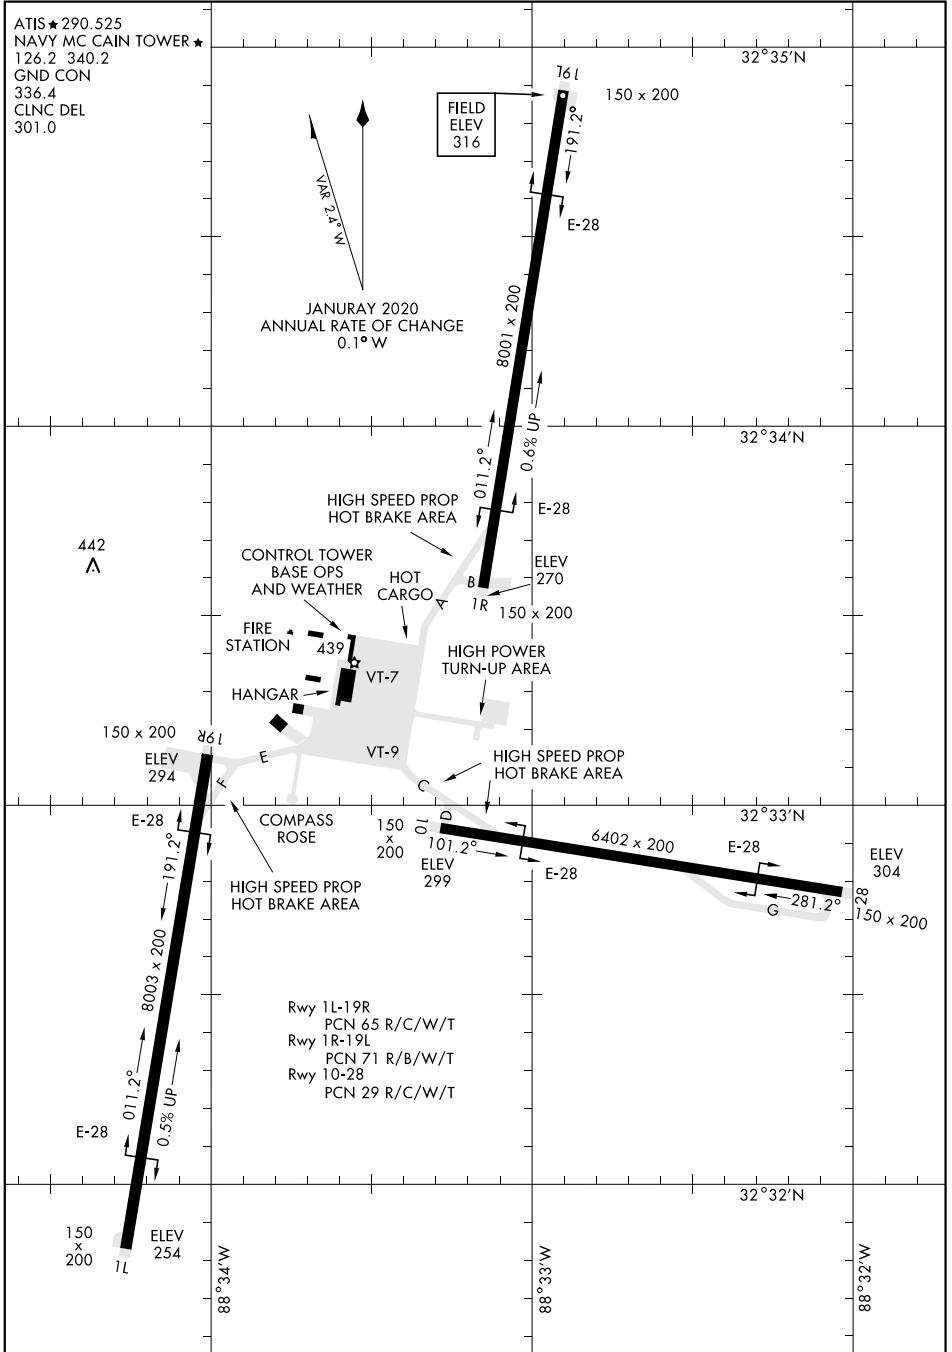 ATIS★290.525
NAVY MC CAIN TOWER★
126.2 340.2
GND CON
336.4
CLNC DEL
301.0
32°35'N
19L
150 x 200
FIELD
ELEV
316
191.2°
VAR 2.4° W
E-28
JANURAY 2020
ANNUAL RATE OF CHANGE
0.1° W
8001 x 200
32°34'N
0.6% UP
011.2°
HIGH SPEED PROP
HOT BRAKE AREA
E-28
442
CONTROL TOWER
BASE OPS
AND WEATHER
HOT
CARGO
A
B
ELEV
270
1R
150 x 200
FIRE
STATION
439
HIGH POWER
TURN-UP AREA
VT-7
HANGAR
150 x 200
19R
ELEV
294
E
VT-9
HIGH SPEED PROP
HOT BRAKE AREA
F
C
COMPASS
ROSE
D
10
32°33'N
E-28
191.2°
150
x
200
101.2°
ELEV
299
6402 x 200
E-28
E-28
ELEV
304
HIGH SPEED PROP
HOT BRAKE AREA
281.2°
G
28
150 x 200
8003 x 200
Rwy 1L-19R
PCN 65 R/C/W/T
Rwy 1R-19L
PCN 71 R/B/W/T
Rwy 10-28
PCN 29 R/C/W/T
011.2°
0.5% UP
E-28
32°32'N
150
x
200
ELEV
254
1L
88°34'W
88°33'W
88°32'W